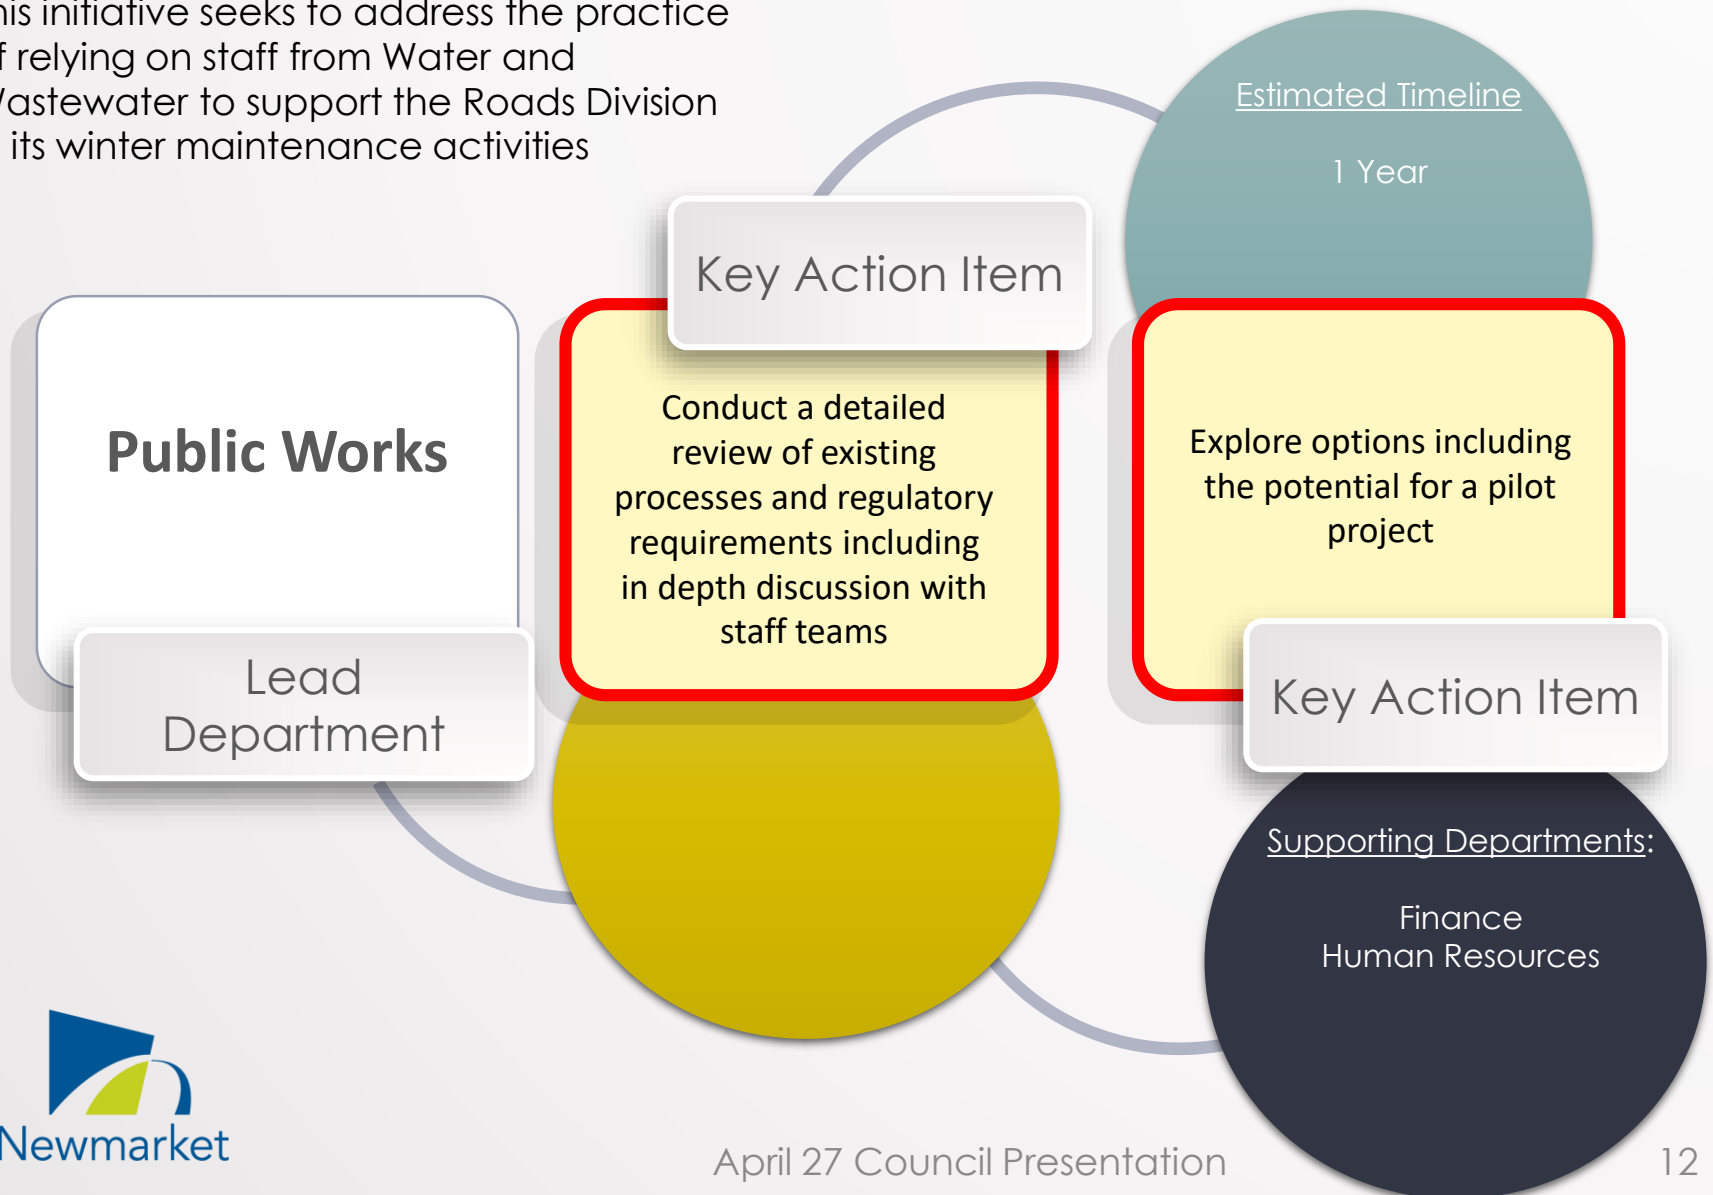 his initiative seeks to address the practice
f relying on staff from Water and
Wastewater to support the Roads Division
its winter maintenance activities
Estimated Timeline
1 Year
Key Action Item
Public Works
Lead
Department
Conduct a detailed
review of existing
processes and regulatory
requirements including
in depth discussion with
staff teams
Explore options including
the potential for a pilot
project
Key Action Item
Supporting Departments:
Finance
Human Resources
Newmarket
April 27 Council Presentation
12